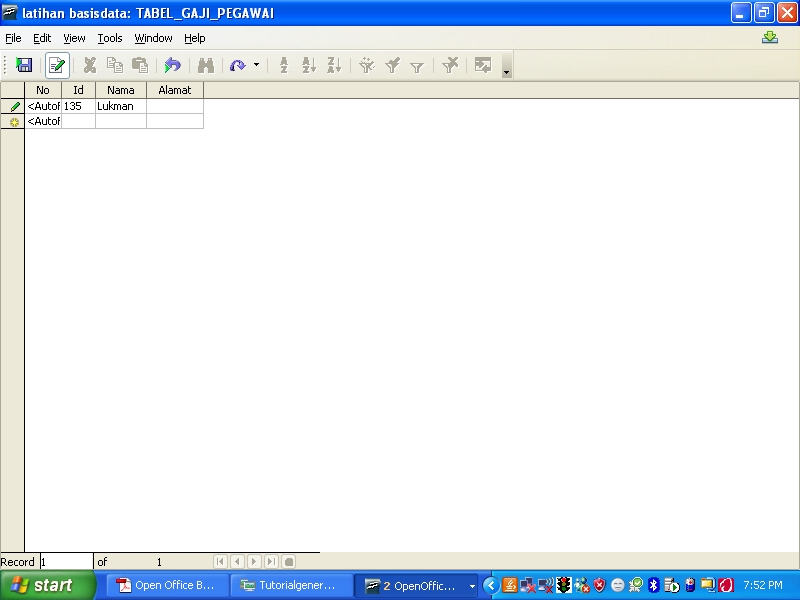 latihan basisdata: TABEL_GAJI_PEGAWAI
File Edit View Tools Window Help
No Id Nama Alamat
<Autof 135 Lukman
<Autof
Record 1 of 1
start Open Office B... Tutorialgener... 2 OpenOffic... 7:52 PM